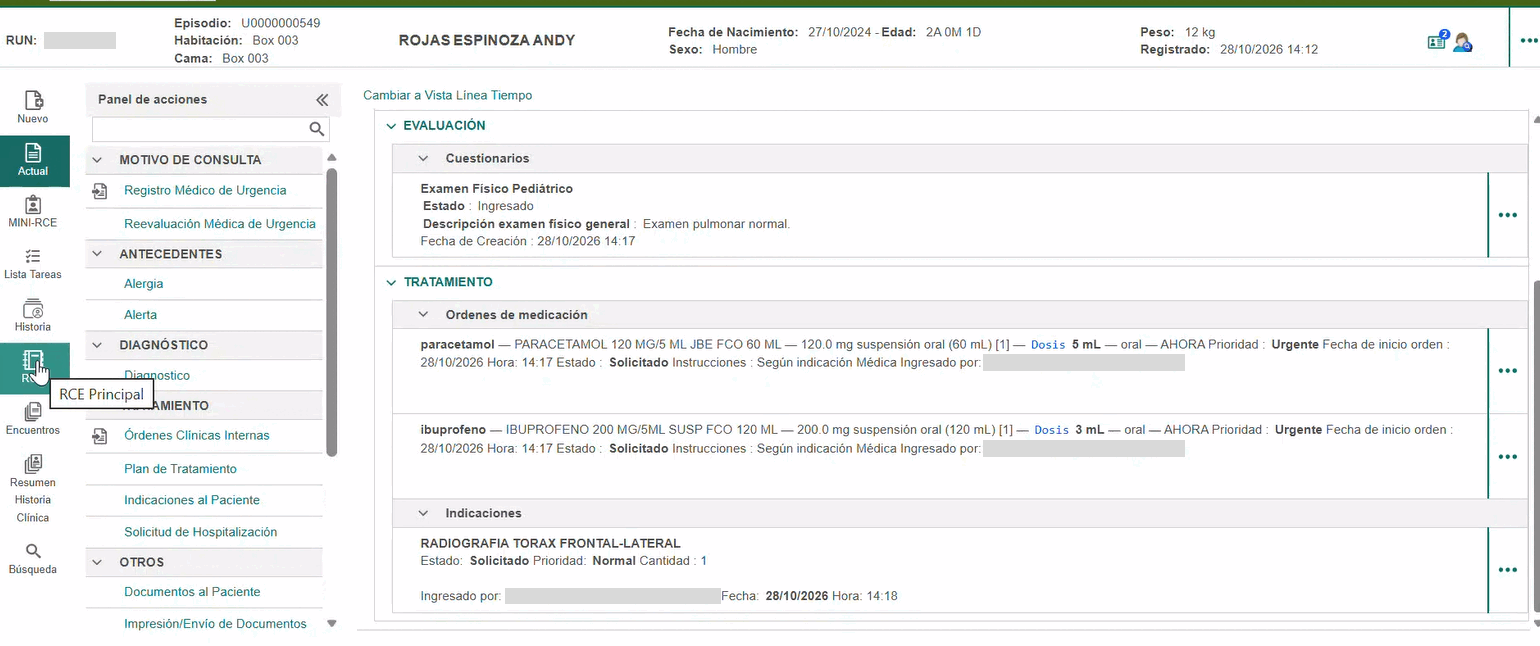 RUN:
Episodio: U0000000549
Habitación: Box 003
Cama: Box 003
ROJAS ESPINOZA ANDY
Fecha de Nacimiento: 27/10/2024 - Edad: 2A 0M 1D
Sexo: Hombre
Peso: 12 kg
Registrado: 28/10/2026 14:12
2
Nuevo
Actual
MINI-RCE
Lista Tareas
Historia
RCE Principal
Encuentros
Resumen
Historia
Clínica
Búsqueda
Panel de acciones
MOTIVO DE CONSULTA
Registro Médico de Urgencia
Reevaluación Médica de Urgencia
ANTECEDENTES
Alergia
Alerta
DIAGNÓSTICO
Diagnostico
Órdenes Clínicas Internas
Plan de Tratamiento
Indicaciones al Paciente
Solicitud de Hospitalización
OTROS
Documentos al Paciente
Impresión/Envío de Documentos
Cambiar a Vista Línea Tiempo
EVALUACIÓN
Cuestionarios
Examen Físico Pediátrico
Estado : Ingresado
Descripción examen físico general : Examen pulmonar normal.
Fecha de Creación : 28/10/2026 14:17
TRATAMIENTO
Ordenes de medicación
paracetamol — PARACETAMOL 120 MG/5 ML JBE FCO 60 ML — 120.0 mg suspensión oral (60 mL) [1] — Dosis 5 mL — oral — AHORA Prioridad : Urgente Fecha de inicio orden :
28/10/2026 Hora: 14:17 Estado : Solicitado Instrucciones : Según indicación Médica Ingresado por:
ibuprofeno — IBUPROFENO 200 MG/5ML SUSP FCO 120 ML — 200.0 mg suspensión oral (120 mL) [1] — Dosis 3 mL — oral — AHORA Prioridad : Urgente Fecha de inicio orden :
28/10/2026 Hora: 14:17 Estado : Solicitado Instrucciones : Según indicación Médica Ingresado por:
Indicaciones
RADIOGRAFIA TORAX FRONTAL-LATERAL
Estado: Solicitado Prioridad: Normal Cantidad : 1
Ingresado por: Fecha: 28/10/2026 Hora: 14:18